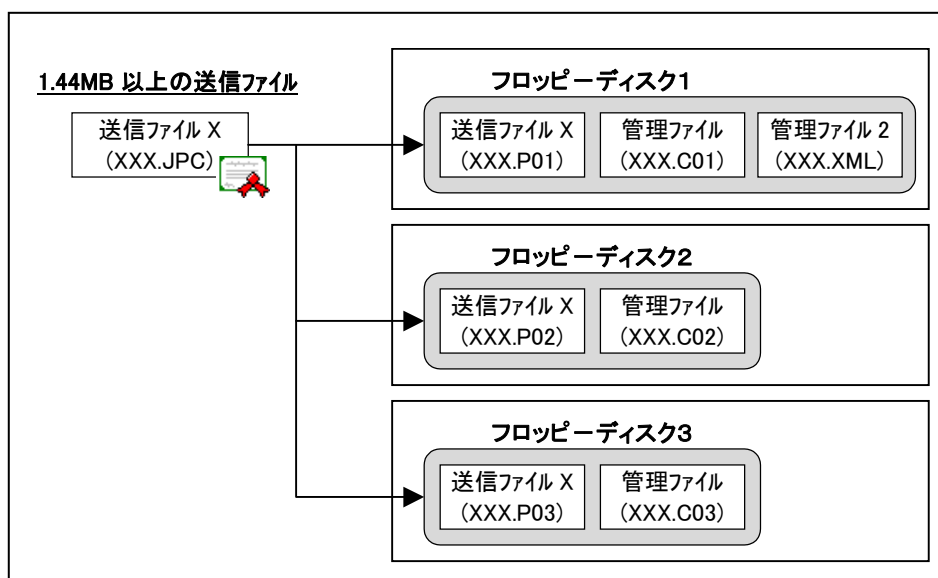 1.44MB 以上の送信ファイル
送信ファイル X
(XXX.JPC)
フロッピーディスク1
送信ファイル X
(XXX.P01)
管理ファイル
(XXX.C01)
管理ファイル 2
(XXX.XML)
フロッピーディスク2
送信ファイル X
(XXX.P02)
管理ファイル
(XXX.C02)
フロッピーディスク3
送信ファイル X
(XXX.P03)
管理ファイル
(XXX.C03)